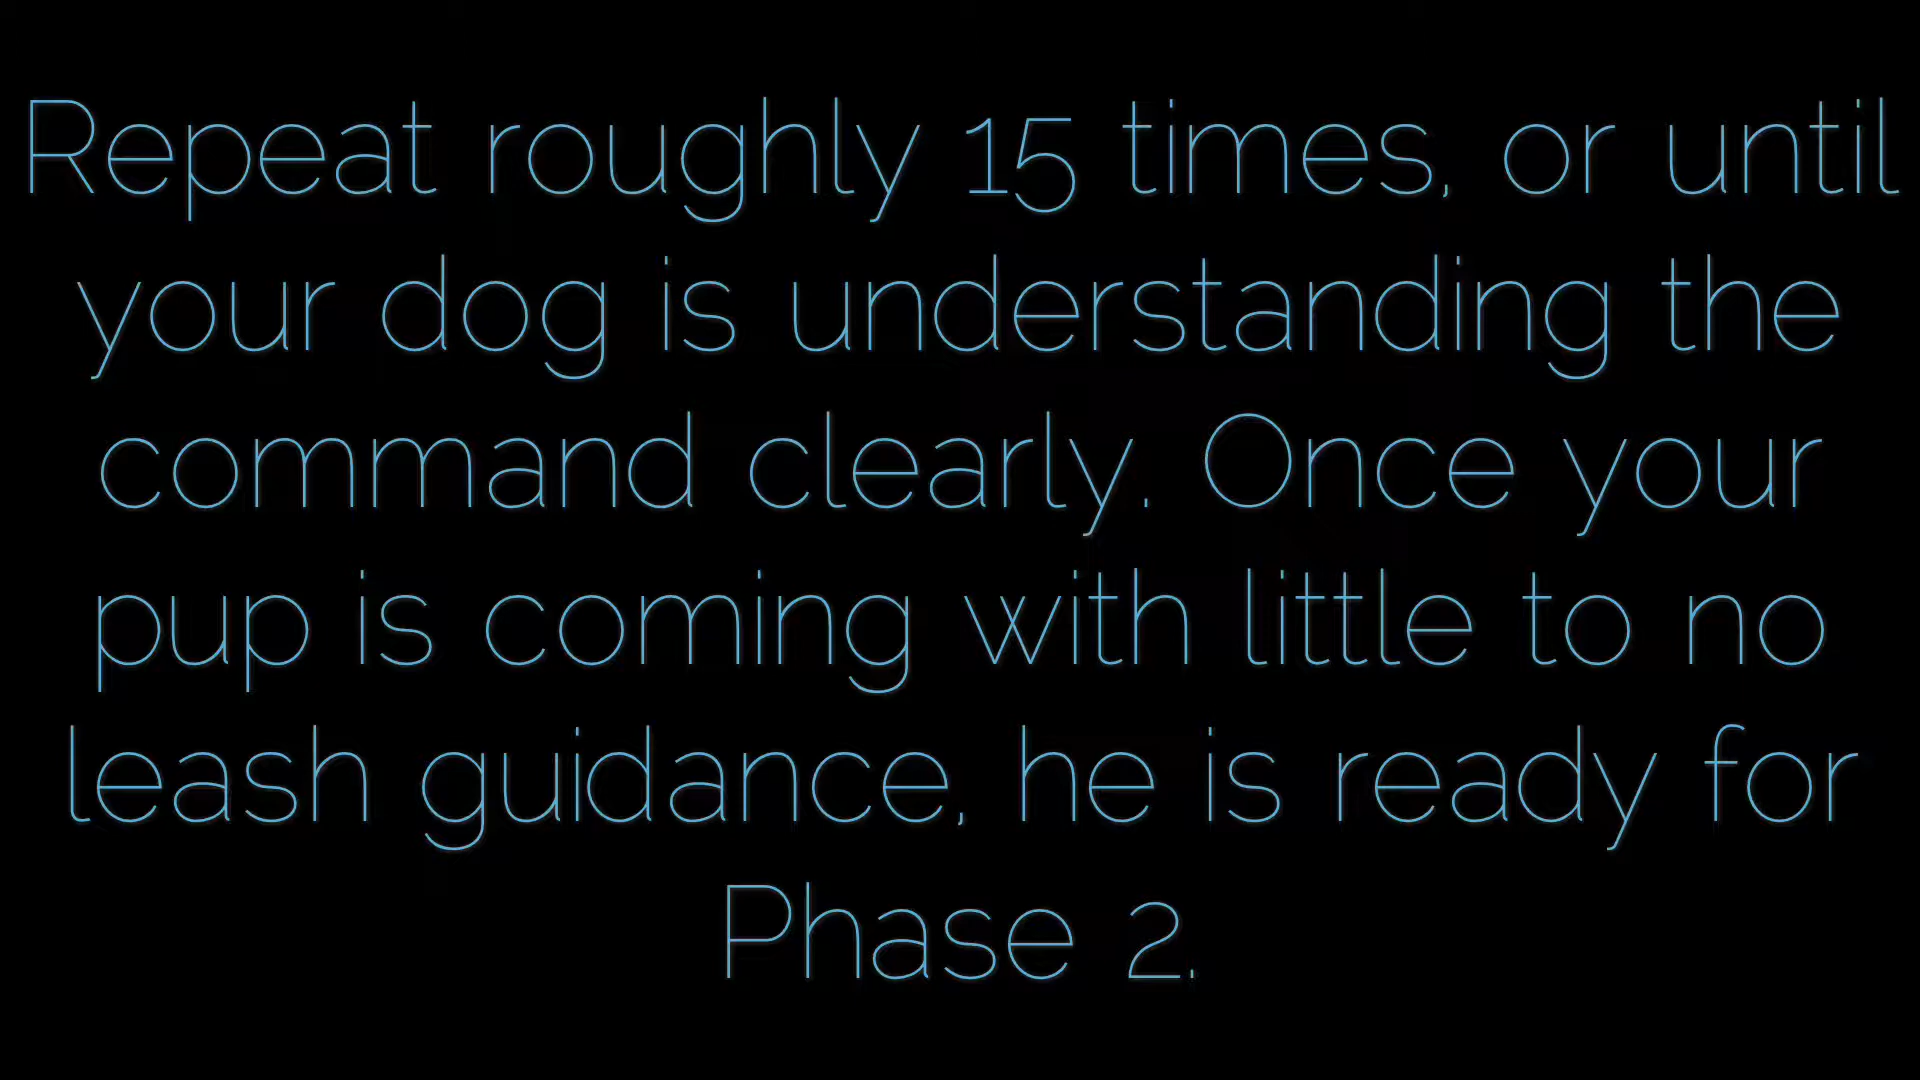 Repeat roughly 15 times, or until
your dog is understanding the
command clearly. Once your
pup is coming with little to no
leash guidance, he is ready for
Phase 2.